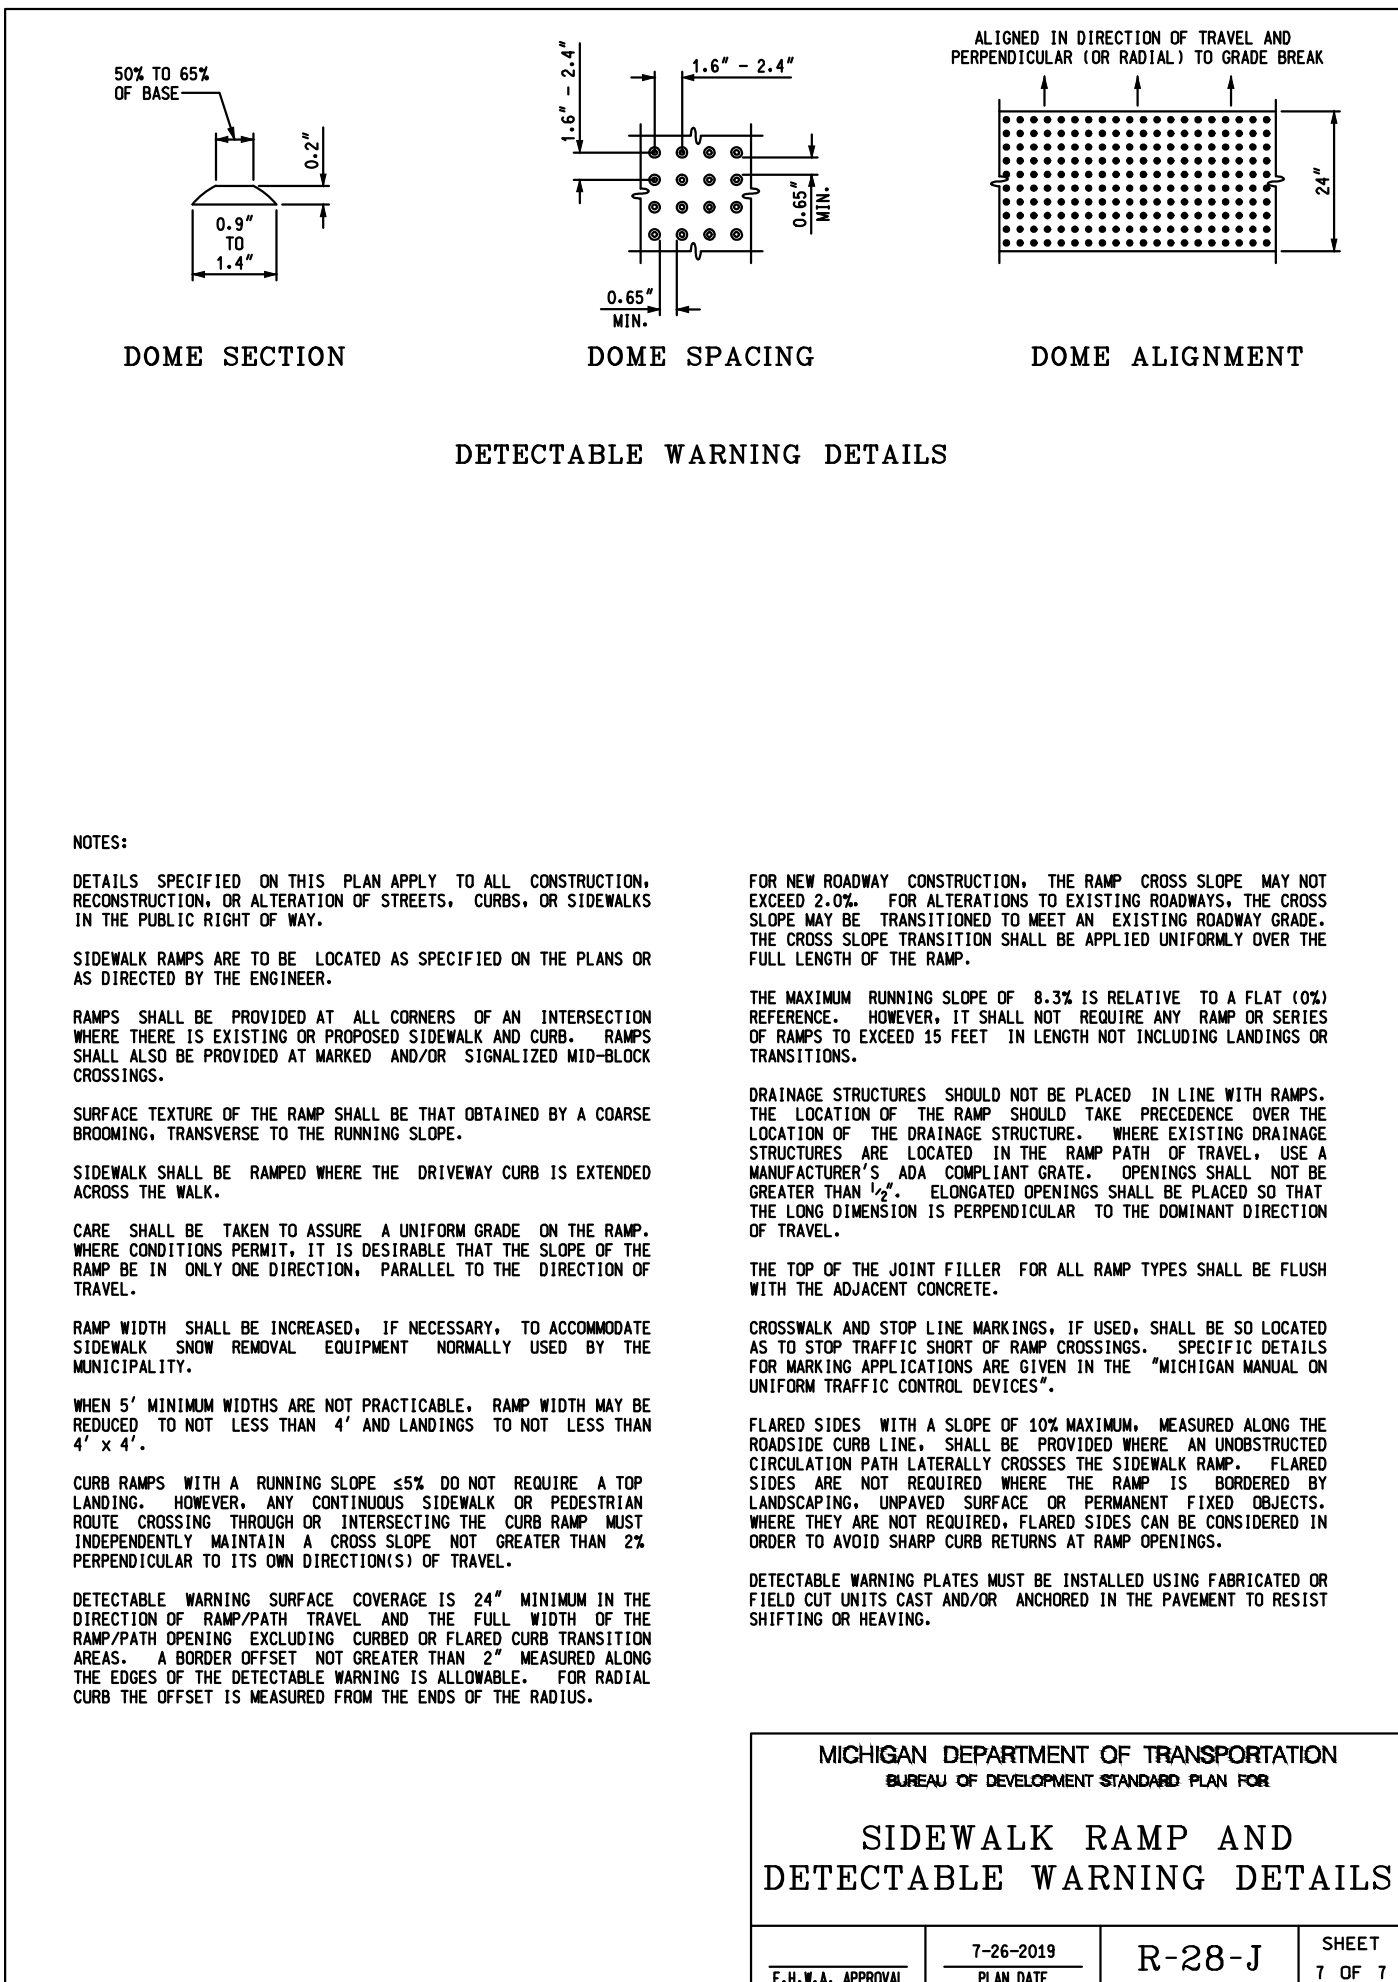 50% TO 65%
OF BASE
0.2"
0.9"
TO
1.4"
DOME SECTION
1.6" - 2.4"
1.6" - 2.4"
0.65"
MIN.
0.65"
MIN.
DOME SPACING
ALIGNED IN DIRECTION OF TRAVEL AND
PERPENDICULAR (OR RADIAL) TO GRADE BREAK
24"
DOME ALIGNMENT
DETECTABLE WARNING DETAILS
NOTES:
DETAILS SPECIFIED ON THIS PLAN APPLY TO ALL CONSTRUCTION,
RECONSTRUCTION, OR ALTERATION OF STREETS, CURBS, OR SIDEWALKS
IN THE PUBLIC RIGHT OF WAY.
SIDEWALK RAMPS ARE TO BE LOCATED AS SPECIFIED ON THE PLANS OR
AS DIRECTED BY THE ENGINEER.
RAMPS SHALL BE PROVIDED AT ALL CORNERS OF AN INTERSECTION
WHERE THERE IS EXISTING OR PROPOSED SIDEWALK AND CURB. RAMPS
SHALL ALSO BE PROVIDED AT MARKED AND/OR SIGNALIZED MID-BLOCK
CROSSINGS.
SURFACE TEXTURE OF THE RAMP SHALL BE THAT OBTAINED BY A COARSE
BROOMING, TRANSVERSE TO THE RUNNING SLOPE.
SIDEWALK SHALL BE RAMPED WHERE THE DRIVEWAY CURB IS EXTENDED
ACROSS THE WALK.
CARE SHALL BE TAKEN TO ASSURE A UNIFORM GRADE ON THE RAMP.
WHERE CONDITIONS PERMIT, IT IS DESIRABLE THAT THE SLOPE OF THE
RAMP BE IN ONLY ONE DIRECTION, PARALLEL TO THE DIRECTION OF
TRAVEL.
RAMP WIDTH SHALL BE INCREASED, IF NECESSARY, TO ACCOMMODATE
SIDEWALK SNOW REMOVAL EQUIPMENT NORMALLY USED BY THE
MUNICIPALITY.
WHEN 5' MINIMUM WIDTHS ARE NOT PRACTICABLE, RAMP WIDTH MAY BE
REDUCED TO NOT LESS THAN 4' AND LANDINGS TO NOT LESS THAN
4' x 4'.
CURB RAMPS WITH A RUNNING SLOPE ≤5% DO NOT REQUIRE A TOP
LANDING. HOWEVER, ANY CONTINUOUS SIDEWALK OR PEDESTRIAN
ROUTE CROSSING THROUGH OR INTERSECTING THE CURB RAMP MUST
INDEPENDENTLY MAINTAIN A CROSS SLOPE NOT GREATER THAN 2%
PERPENDICULAR TO ITS OWN DIRECTION(S) OF TRAVEL.
DETECTABLE WARNING SURFACE COVERAGE IS 24" MINIMUM IN THE
DIRECTION OF RAMP/PATH TRAVEL AND THE FULL WIDTH OF THE
RAMP/PATH OPENING EXCLUDING CURBED OR FLARED CURB TRANSITION
AREAS. A BORDER OFFSET NOT GREATER THAN 2" MEASURED ALONG
THE EDGES OF THE DETECTABLE WARNING IS ALLOWABLE. FOR RADIAL
CURB THE OFFSET IS MEASURED FROM THE ENDS OF THE RADIUS.
FOR NEW ROADWAY CONSTRUCTION, THE RAMP CROSS SLOPE MAY NOT
EXCEED 2.0%. FOR ALTERATIONS TO EXISTING ROADWAYS, THE CROSS
SLOPE MAY BE TRANSITIONED TO MEET AN EXISTING ROADWAY GRADE.
THE CROSS SLOPE TRANSITION SHALL BE APPLIED UNIFORMLY OVER THE
FULL LENGTH OF THE RAMP.
THE MAXIMUM RUNNING SLOPE OF 8.3% IS RELATIVE TO A FLAT (0%)
REFERENCE. HOWEVER, IT SHALL NOT REQUIRE ANY RAMP OR SERIES
OF RAMPS TO EXCEED 15 FEET IN LENGTH NOT INCLUDING LANDINGS OR
TRANSITIONS.
DRAINAGE STRUCTURES SHOULD NOT BE PLACED IN LINE WITH RAMPS.
THE LOCATION OF THE RAMP SHOULD TAKE PRECEDENCE OVER THE
LOCATION OF THE DRAINAGE STRUCTURE. WHERE EXISTING DRAINAGE
STRUCTURES ARE LOCATED IN THE RAMP PATH OF TRAVEL, USE A
MANUFACTURER'S ADA COMPLIANT GRATE. OPENINGS SHALL NOT BE
GREATER THAN 1/2". ELONGATED OPENINGS SHALL BE PLACED SO THAT
THE LONG DIMENSION IS PERPENDICULAR TO THE DOMINANT DIRECTION
OF TRAVEL.
THE TOP OF THE JOINT FILLER FOR ALL RAMP TYPES SHALL BE FLUSH
WITH THE ADJACENT CONCRETE.
CROSSWALK AND STOP LINE MARKINGS, IF USED, SHALL BE SO LOCATED
AS TO STOP TRAFFIC SHORT OF RAMP CROSSINGS. SPECIFIC DETAILS
FOR MARKING APPLICATIONS ARE GIVEN IN THE "MICHIGAN MANUAL ON
UNIFORM TRAFFIC CONTROL DEVICES".
FLARED SIDES WITH A SLOPE OF 10% MAXIMUM, MEASURED ALONG THE
ROADSIDE CURB LINE, SHALL BE PROVIDED WHERE AN UNOBSTRUCTED
CIRCULATION PATH LATERALLY CROSSES THE SIDEWALK RAMP. FLARED
SIDES ARE NOT REQUIRED WHERE THE RAMP IS BORDERED BY
LANDSCAPING, UNPAVED SURFACE OR PERMANENT FIXED OBJECTS.
WHERE THEY ARE NOT REQUIRED, FLARED SIDES CAN BE CONSIDERED IN
ORDER TO AVOID SHARP CURB RETURNS AT RAMP OPENINGS.
DETECTABLE WARNING PLATES MUST BE INSTALLED USING FABRICATED OR
FIELD CUT UNITS CAST AND/OR ANCHORED IN THE PAVEMENT TO RESIST
SHIFTING OR HEAVING.
MICHIGAN DEPARTMENT OF TRANSPORTATION
BUREAU OF DEVELOPMENT STANDARD PLAN FOR
SIDEWALK RAMP AND
DETECTABLE WARNING DETAILS
F.H.W.A. APPROVAL
7-26-2019
PLAN DATE
R-28-J
SHEET
7 OF 7